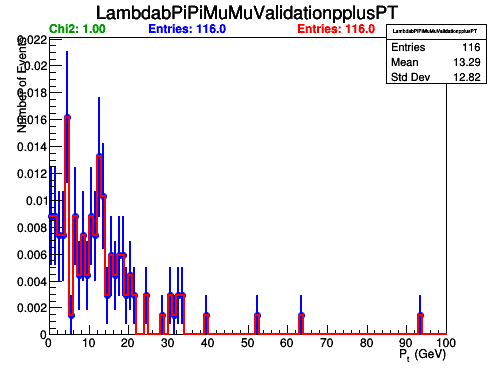 LambdabPiPiMuMuValidationpplusPT
Chi2: 1.00 Entries: 116.0 Entries: 116.0
LambdabPiPiMuMuValidationpplusPT
Entries 116
Mean 13.29
Std Dev 12.82
Number of Events
0.022
0.02
0.018
0.016
0.014
0.012
0.01
0.008
0.006
0.004
0.002
0
0 10 20 30 40 50 60 70 80 90 100
Pt (GeV)